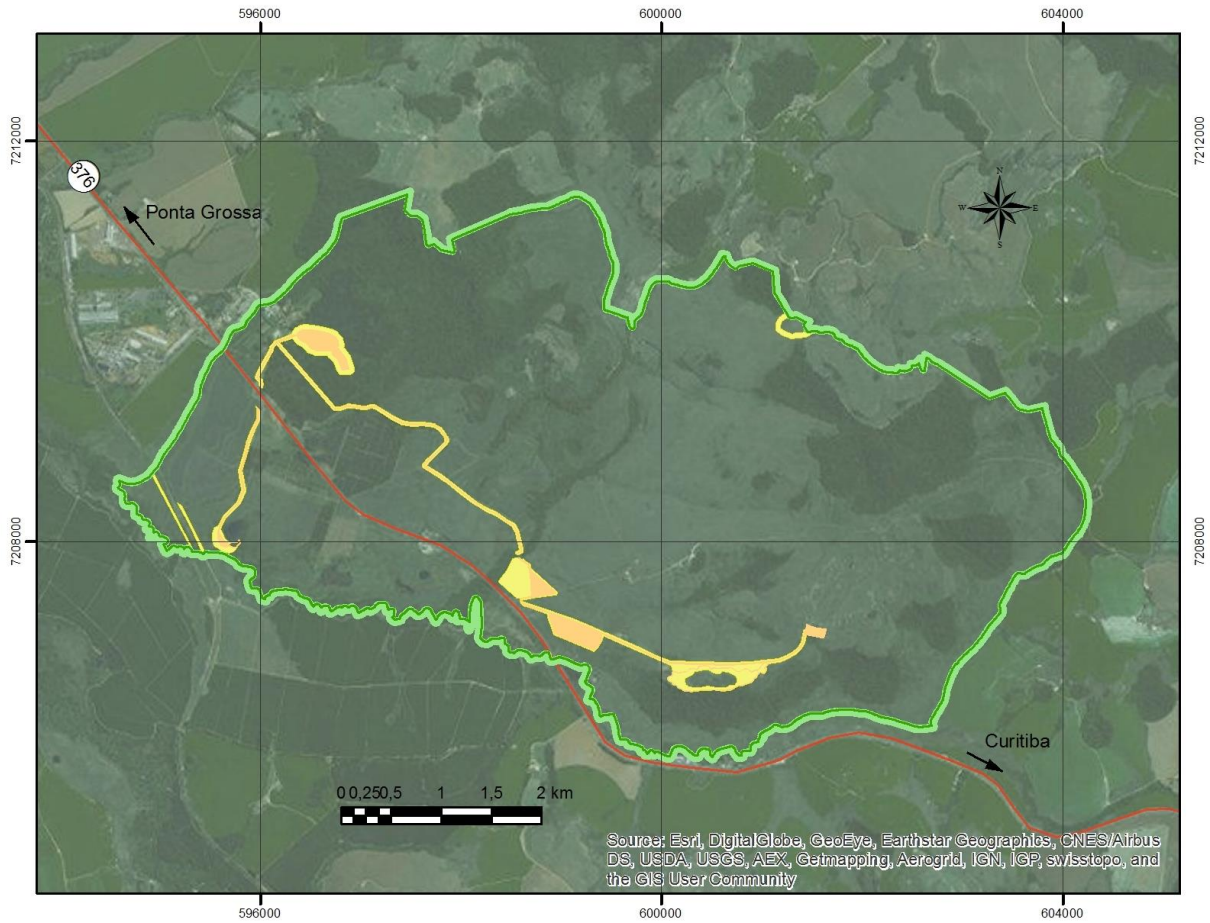 596000 600000 604000
7212000 7212000
376
Ponta Grossa
N
W E
S
7208000 7208000
Curitiba
0 0,25 0,5 1 1,5 2 km
Source: Esri, DigitalGlobe, GeoEye, Earthstar Geographics, CNES/Airbus
DS, USDA, USGS, AEX, Getmapping, Aerogrid, IGN, IGP, swisstopo, and
the GIS User Community
596000 600000 604000